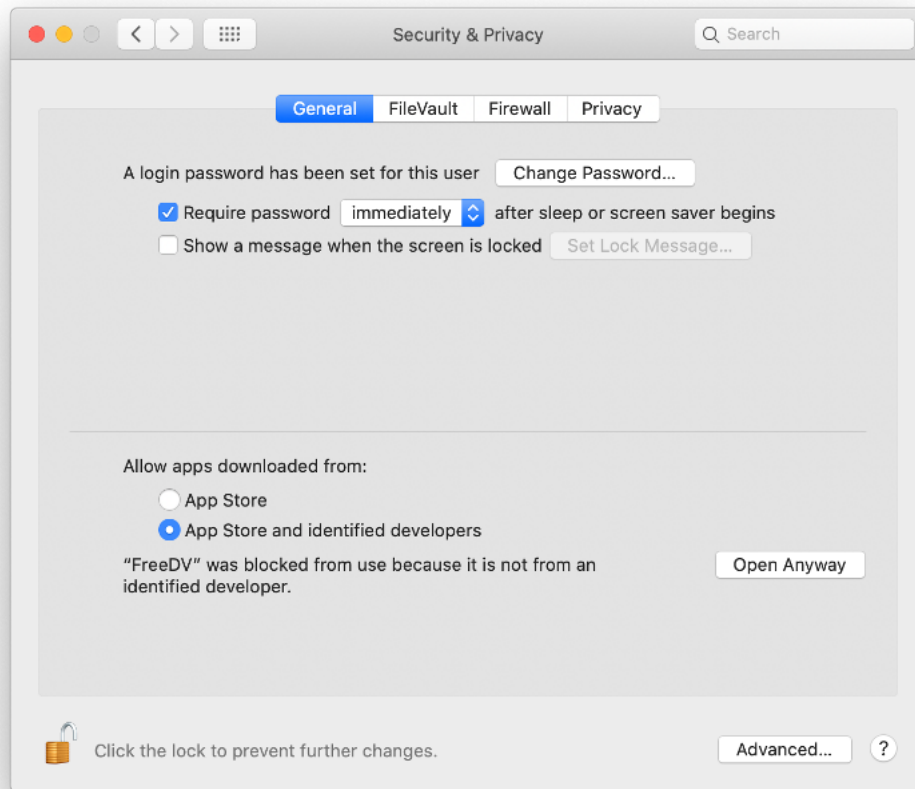 Security & Privacy
Search
General FileVault Firewall Privacy
A login password has been set for this user Change Password...
Require password immediately after sleep or screen saver begins
Show a message when the screen is locked Set Lock Message...
Allow apps downloaded from:
App Store
App Store and identified developers
“FreeDV” was blocked from use because it is not from an Open Anyway
identified developer.
Click the lock to prevent further changes. Advanced... ?